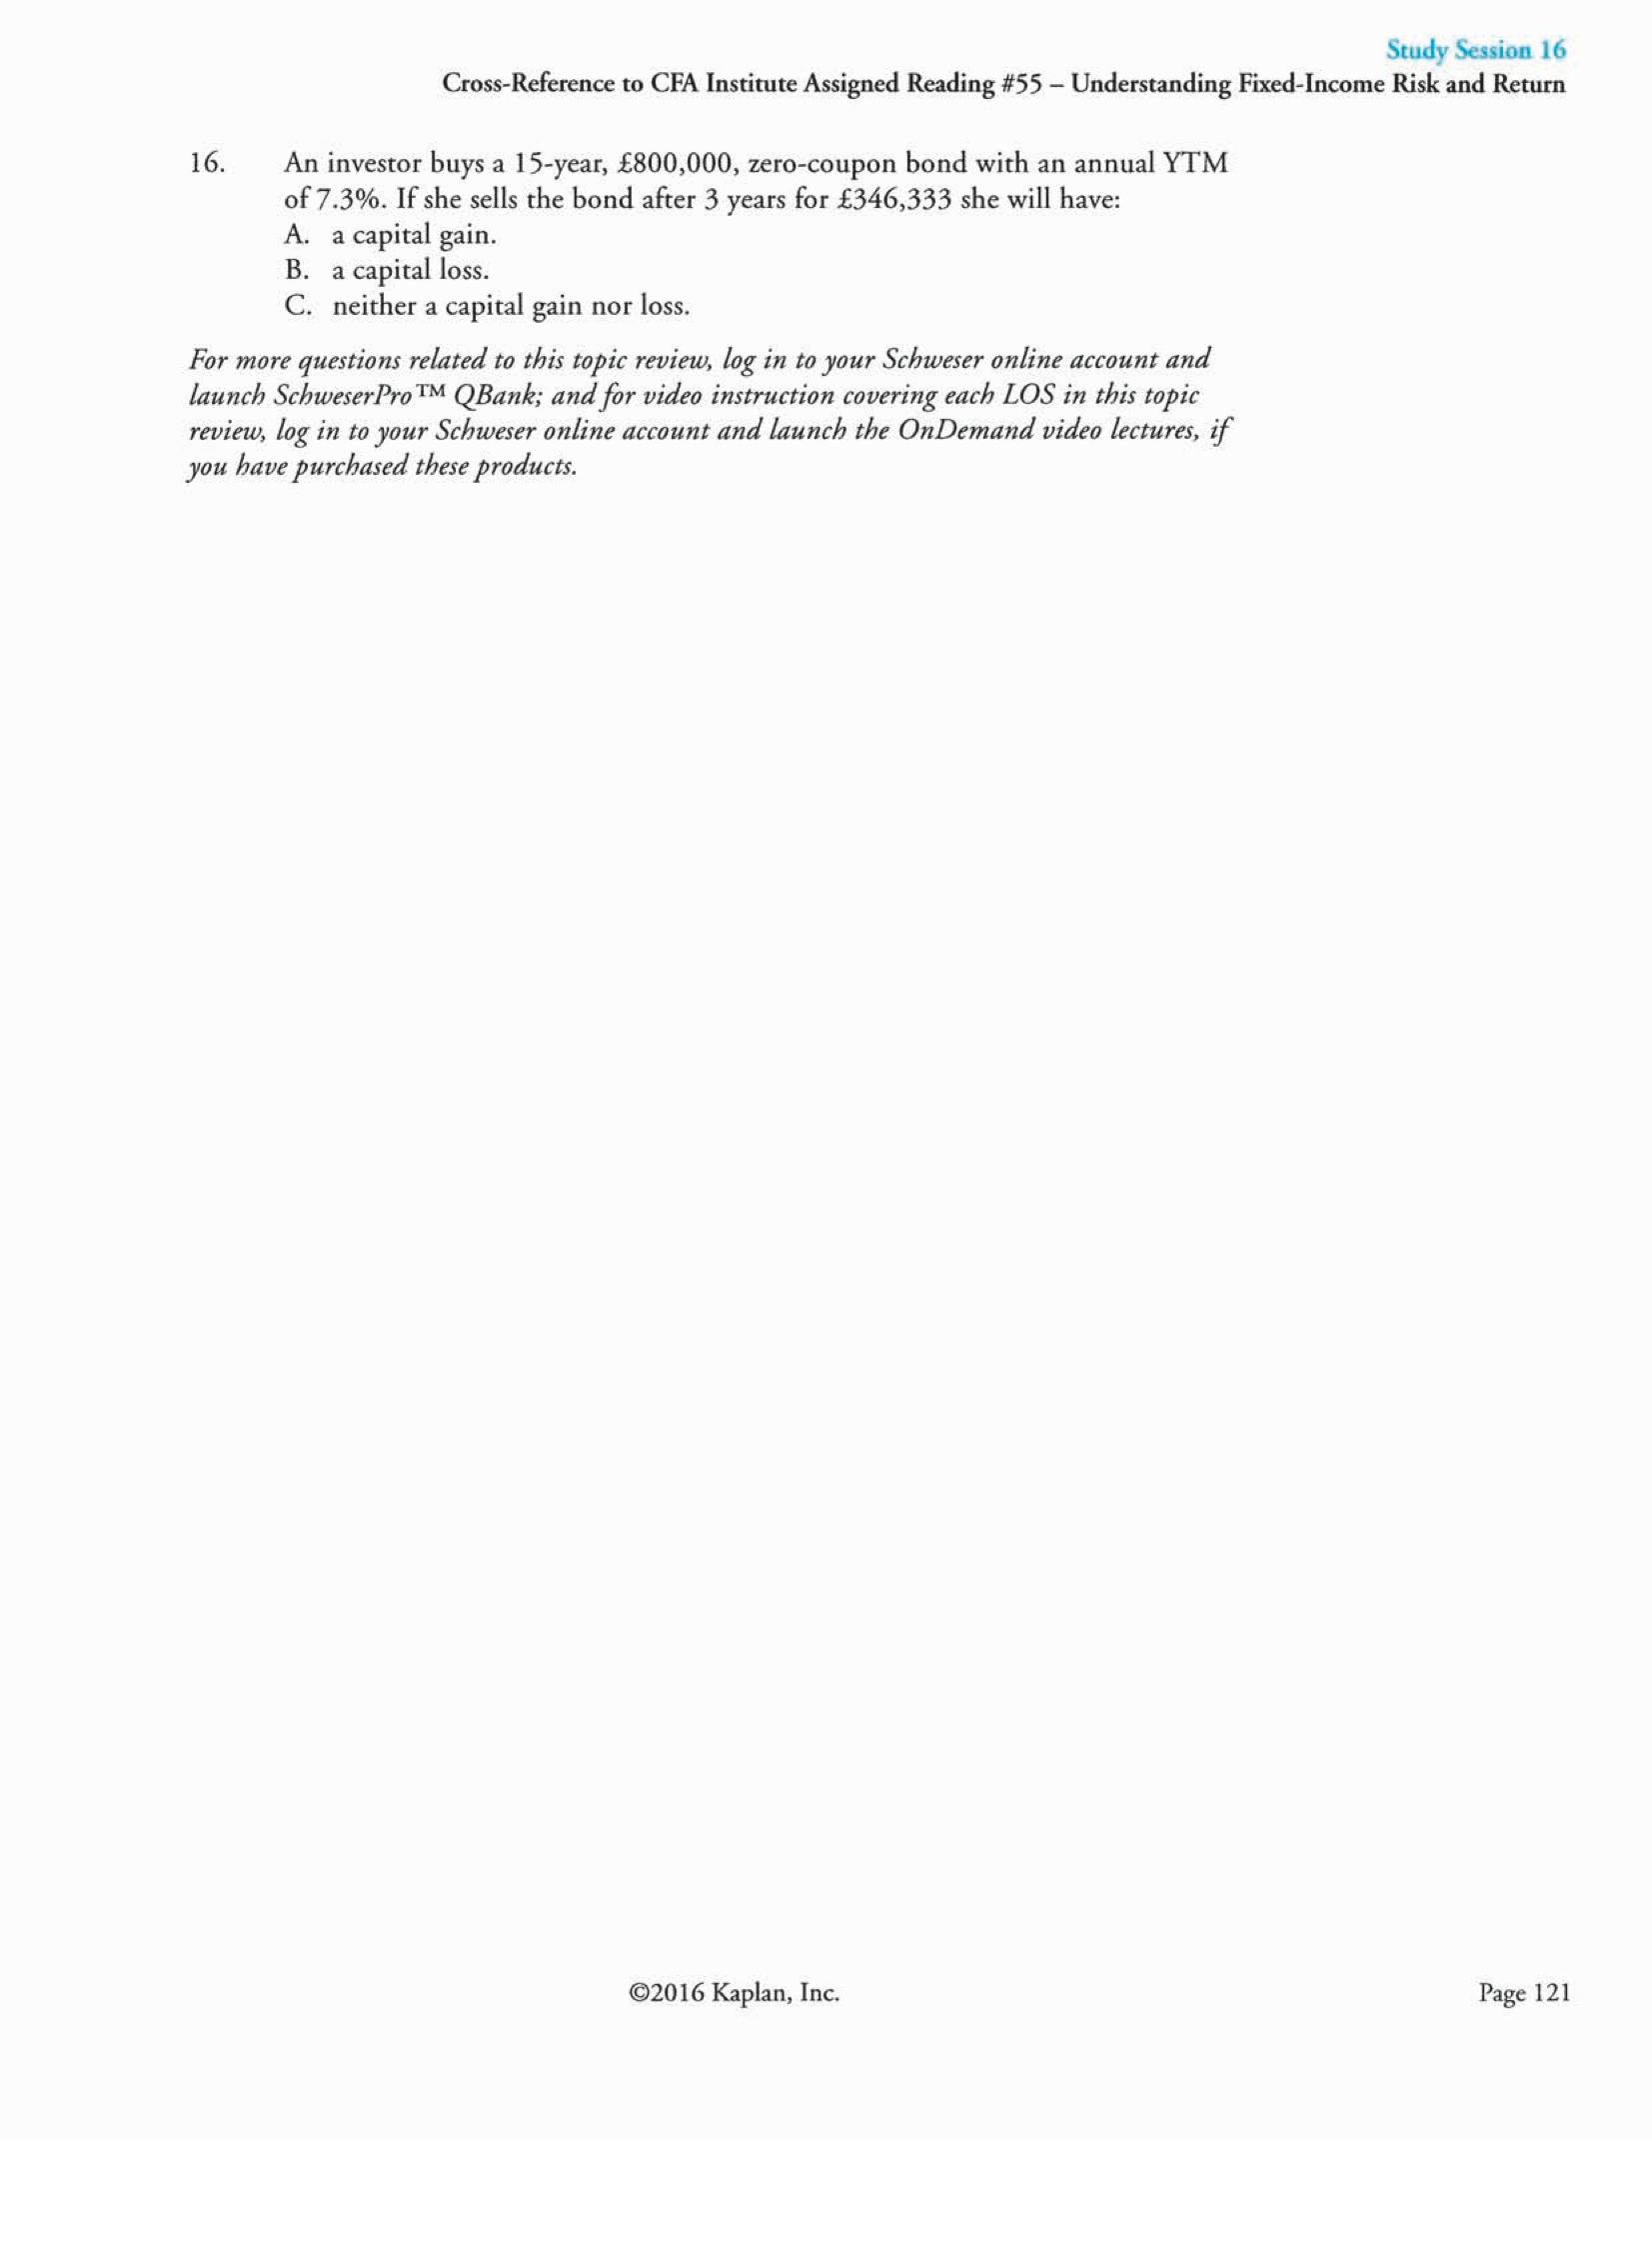 Study Session 16
Cross-Reference to CFA Institute Assigned Reading #55 – Understanding Fixed-Income Risk and Return
16. An investor buys a 15-year, £800,000, zero-coupon bond with an annual YTM
of 7.3%. If she sells the bond after 3 years for £346,333 she will have:
A. a capital gain.
B. a capital loss.
C. neither a capital gain nor loss.
For more questions related to this topic review, log in to your Schweser online account and
launch SchweserPro™ QBank; and for video instruction covering each LOS in this topic
review, log in to your Schweser online account and launch the OnDemand video lectures, if
you have purchased these products.
©2016 Kaplan, Inc.
Page 121